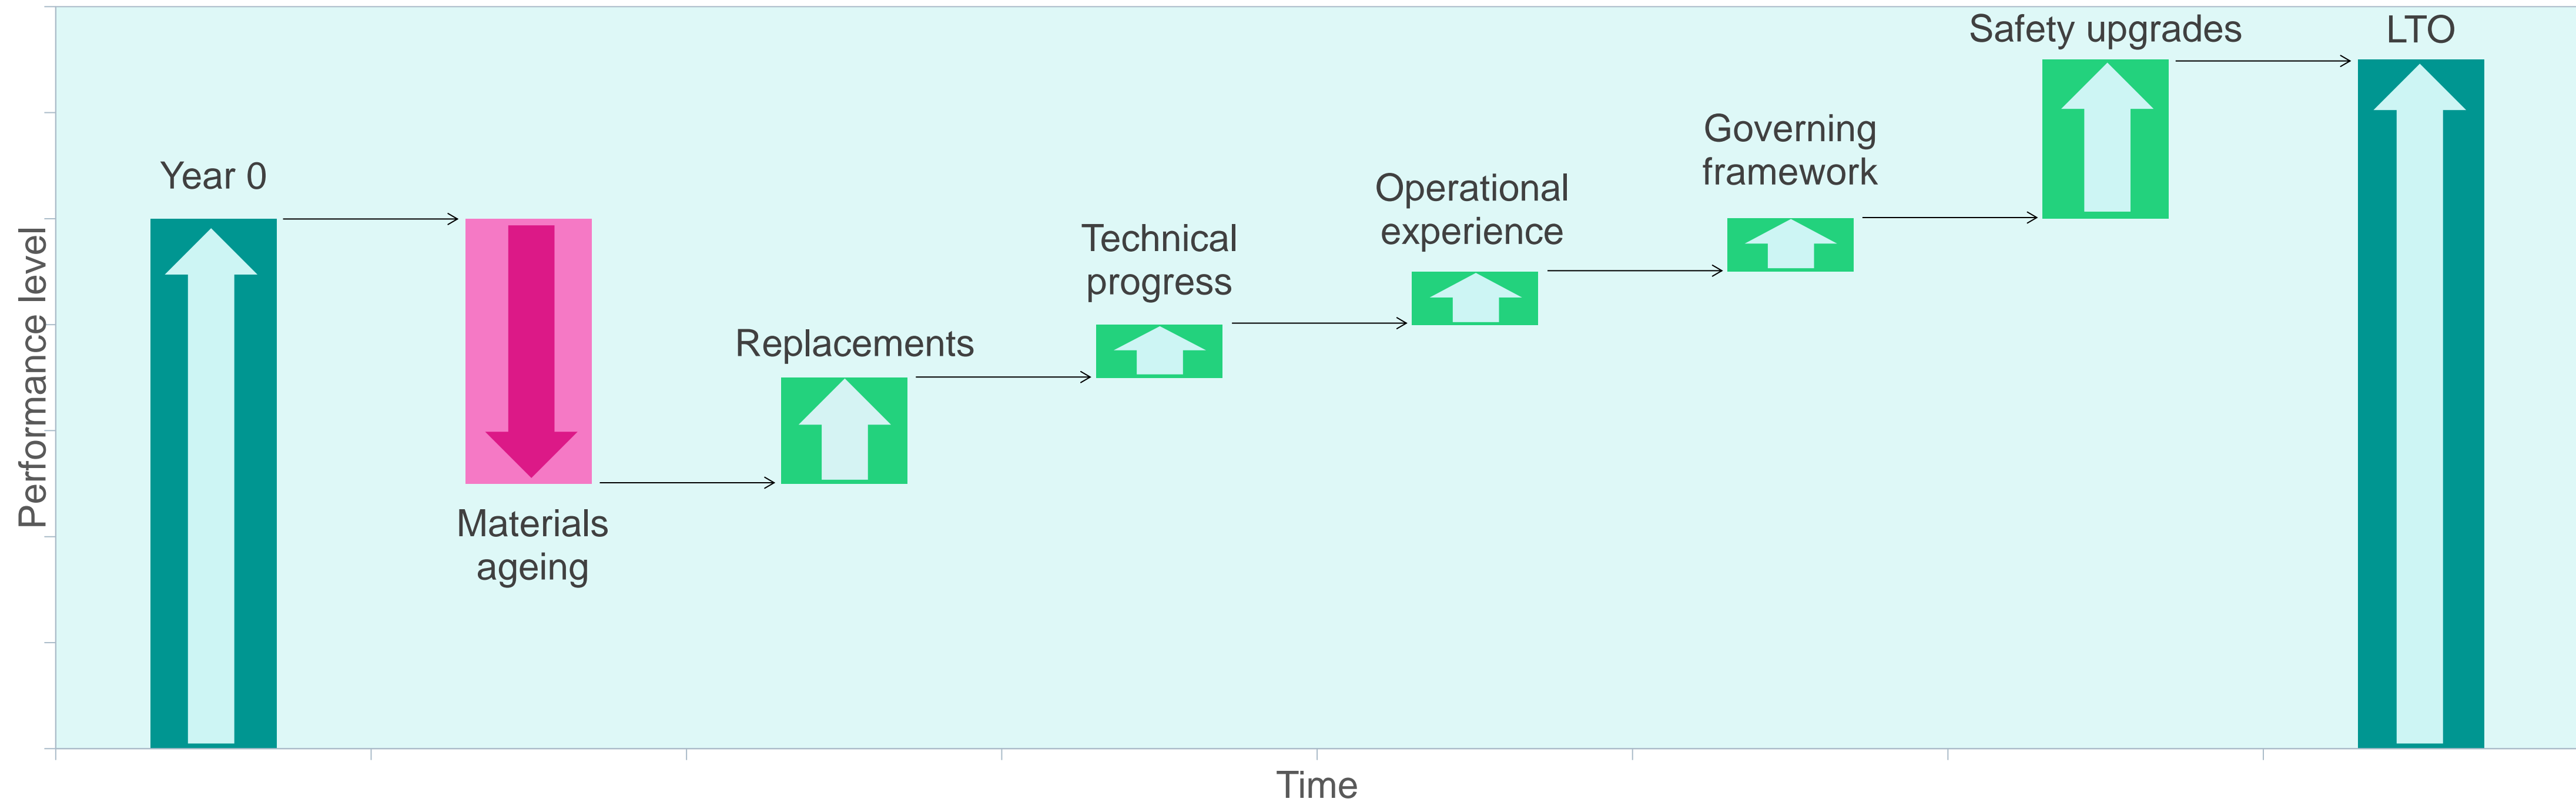 Performance level
Year 0
Materials
ageing
Replacements
Technical
progress
Operational
experience
Governing
framework
Safety upgrades
LTO
Time